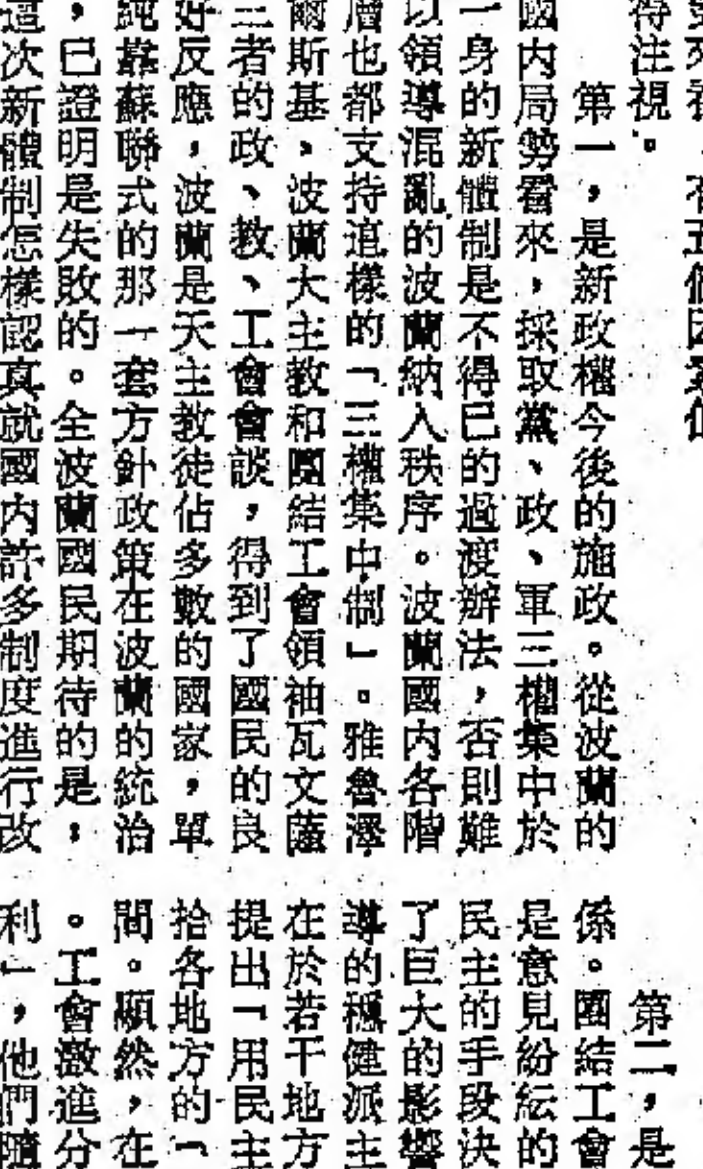 來看，有五個因素值
得注視。
第一，是新政權今後的施政。從波蘭的
國內局勢看來，採取黨、政、軍三權集中於
一身的新體制是不得已的過渡辦法，否則難
以領導混亂的波蘭納入秩序。波蘭國內各階
層也都支持這樣的「三權集中制」。雅魯澤
爾斯基、波蘭大主教和團結工會領袖瓦文薩
三者的政、教、工會會談，得到了國民的良
好反應，波蘭是天主教徒佔多數的國家，單
純靠蘇聯式的那一套方針政策在波蘭的統治
，已證明是失敗的。全波蘭國民期待的是：
這次新體制怎樣認真就國內許多制度進行改
第二，是
係。團結工會
是意見紛紜的
民主的手段決
了巨大的影響
導的穩健派主
在於若干地方
提出「用民主
拾各地方的「
間。顯然，在
。工會激進分
利」，他們隨